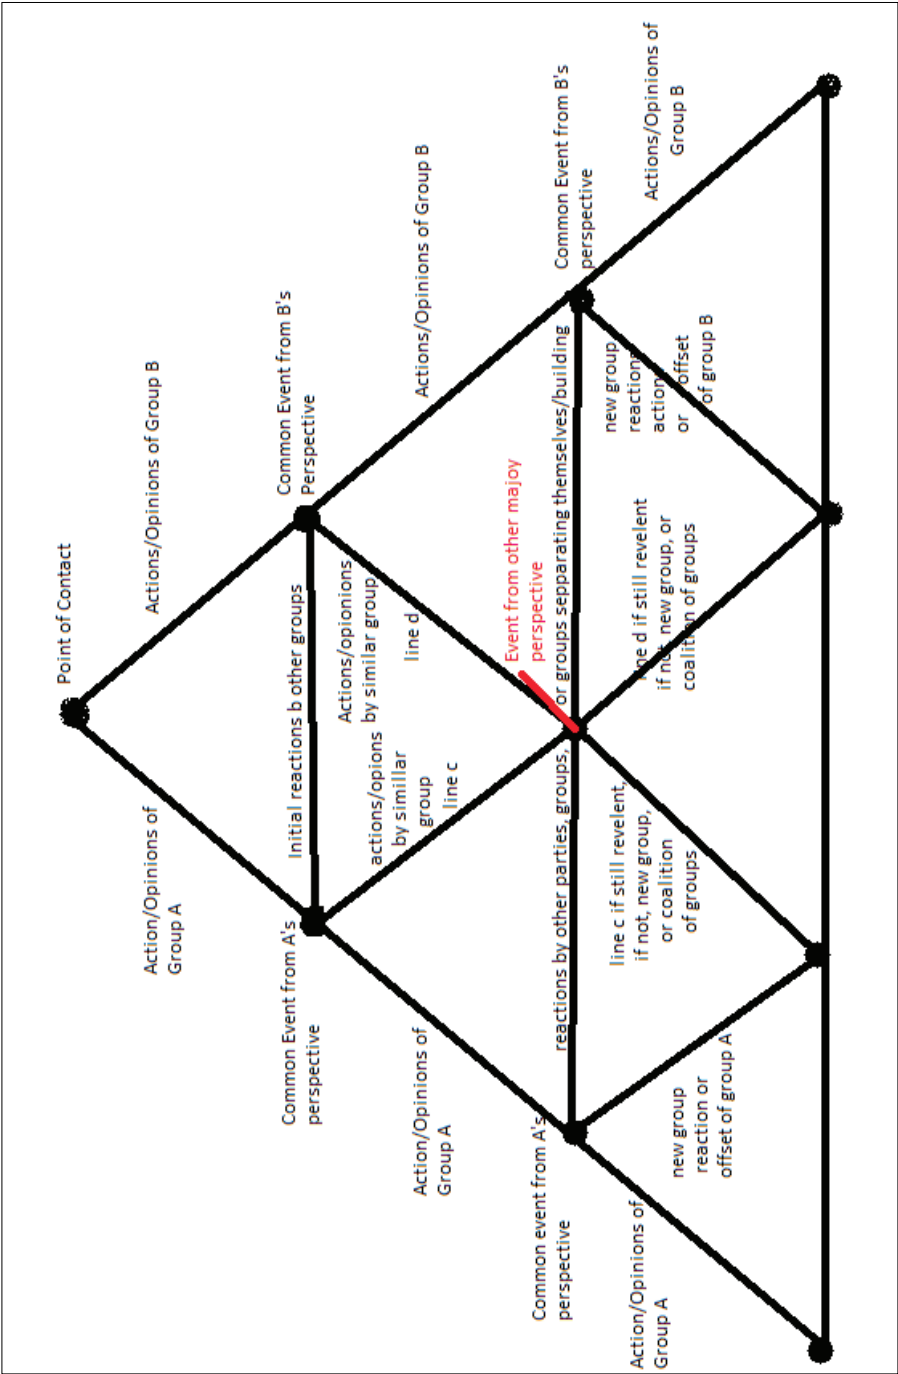 Point of Contact
Action/Opinions of
Group A
Actions/Opinions of Group B
Common Event from A's
perspective
Initial reactions b other groups
Common Event from B's
Perspective
Action/Opinions of
Group A
actions/opions
by simillar
group
line c
Actions/opionions
by similar group
line d
Actions/Opinions of Group B
Event from other majoy
perspective
Common event from A's
perspective
reactions by other parties, groups, or groups sepparating themselves/building
Common Event from B's
perspective
Action/Opinions of
Group A
new group
reaction or
offset of group A
line c if still revelent,
if not, new group,
or coalition
of groups
line d if still revelent
if not, new group, or
coalition of groups
new group
reaction
action
or offset
of group B
Actions/Opinions of
Group B